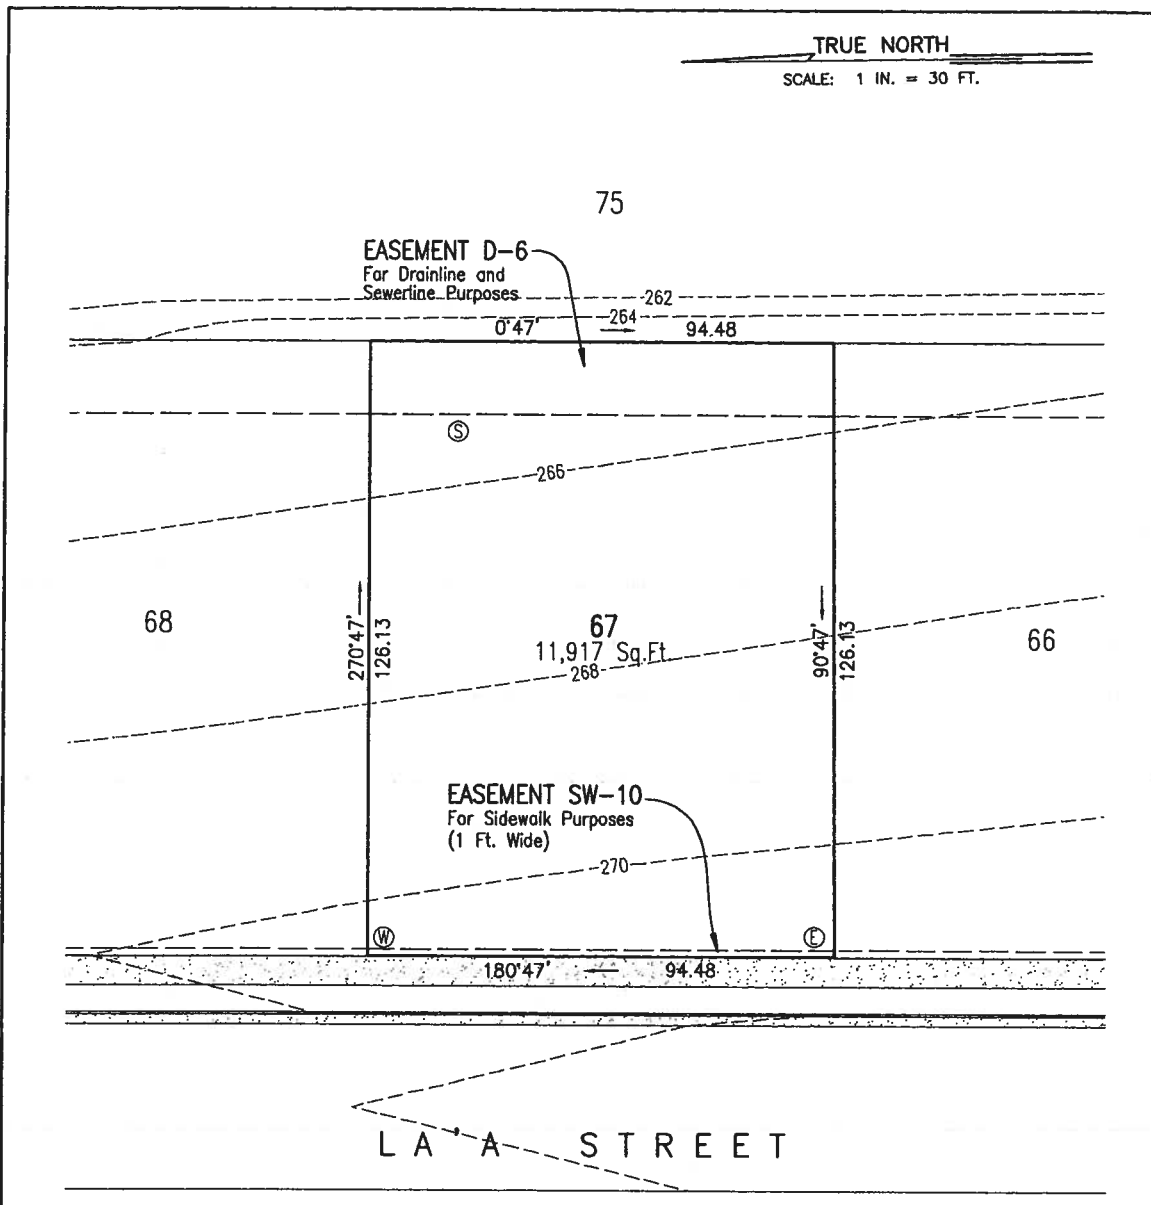 TRUE NORTH
SCALE: 1 IN. = 30 FT.
75
EASEMENT D-6
For Drainline and
Sewerline Purposes
262
264
0°47' 94.48
S
266
68
270°47'
126.13
67
11,917 Sq.Ft.
268
90°47'
126.13
66
EASEMENT SW-10
For Sidewalk Purposes
(1 Ft. Wide)
270
W
E
180°47' 94.48
LA'A STREET